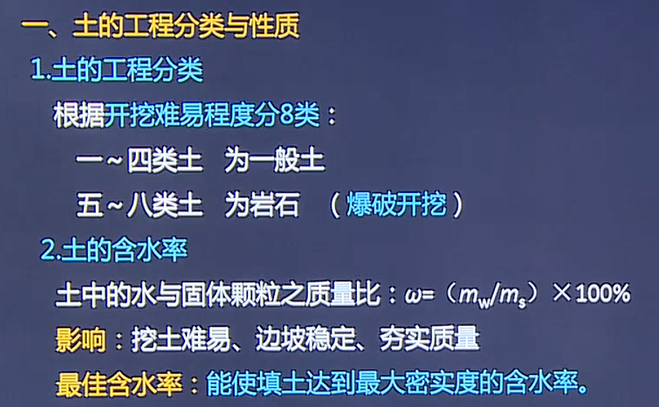 一、土的工程分类与性质
1.土的工程分类
根据开挖难易程度分8类：
一～四类土 为一般土
五～八类土 为岩石 （爆破开挖）
2.土的含水率
土中的水与固体颗粒之质量比：ω=（mw/ms）×100%
影响：挖土难易、边坡稳定、夯实质量
最佳含水率：能使填土达到最大密实度的含水率。